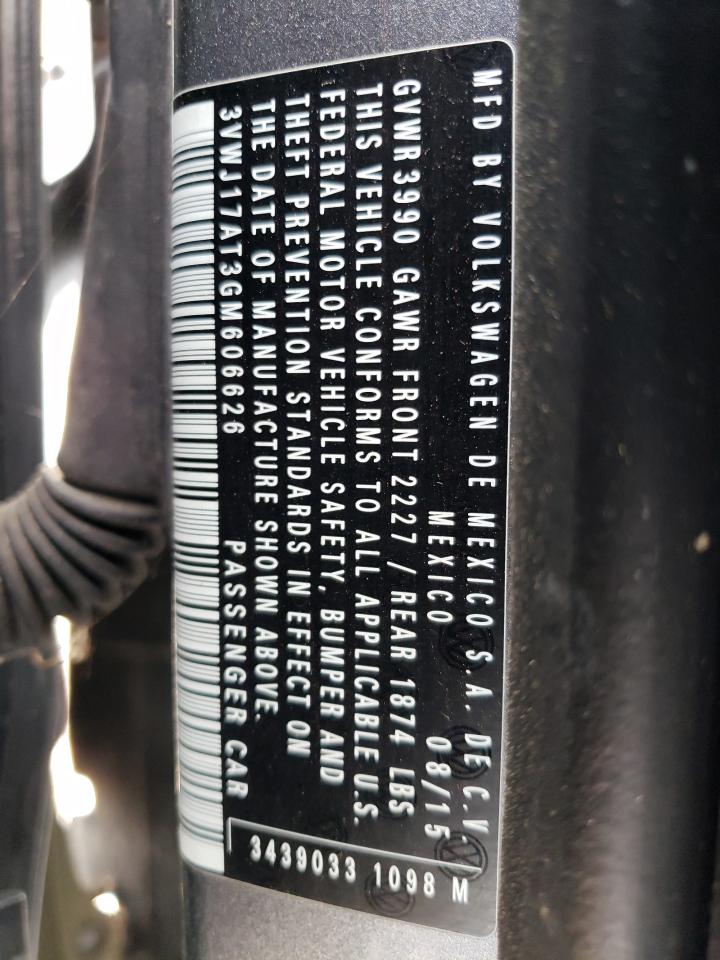 MFD BY VOLKSWAGEN DE MEXICO S.A. DE C.V.
MEXICO 08/15
GVWR 3990 GAWR FRONT 2227 / REAR 1874 LBS
THIS VEHICLE CONFORMS TO ALL APPLICABLE U.S.
FEDERAL MOTOR VEHICLE SAFETY, BUMPER AND
THEFT PREVENTION STANDARDS IN EFFECT ON
THE DATE OF MANUFACTURE SHOWN ABOVE.
3VWJ17AT3GM606626 PASSENGER CAR
3439033 1098 M